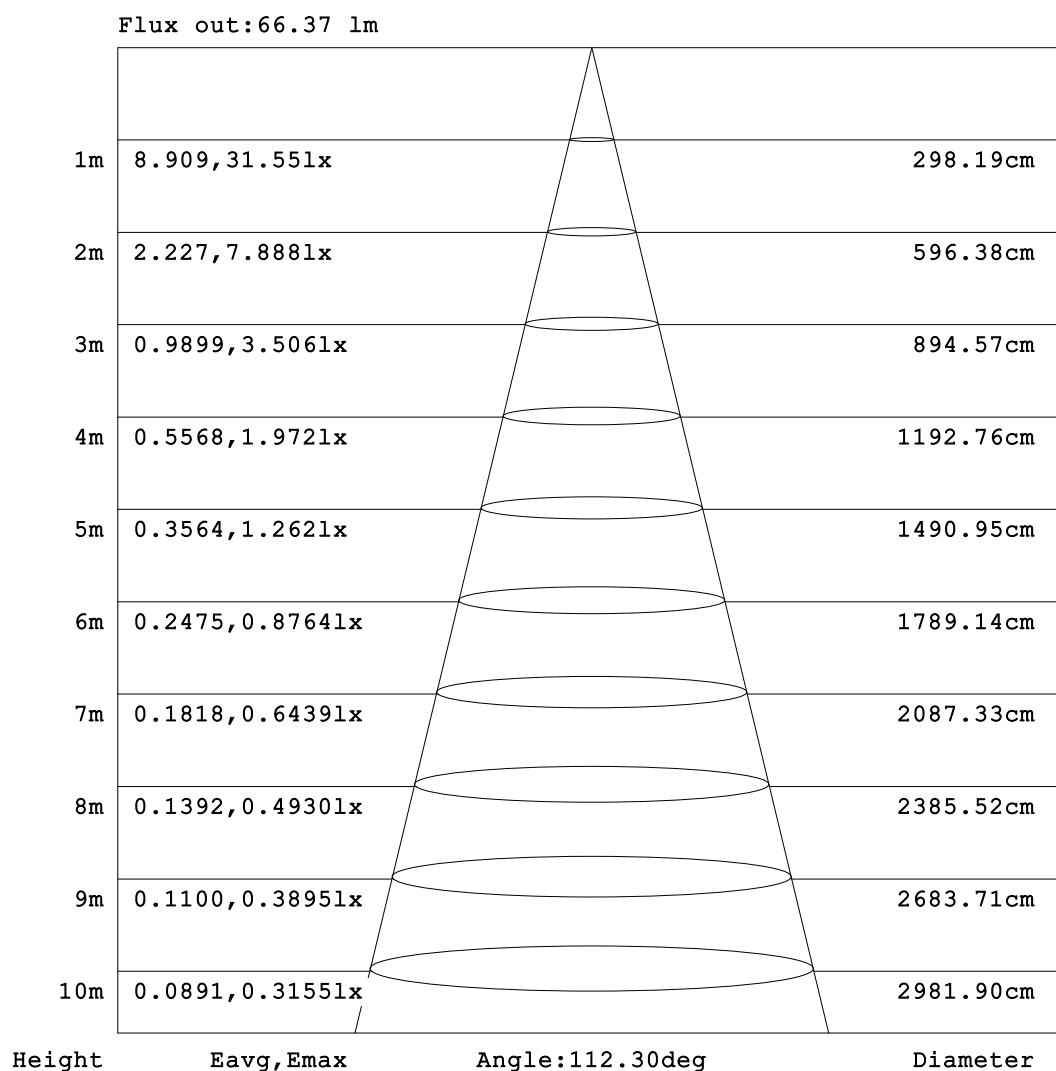 Flux out:66.37 lm
1m 8.909,31.55lx 298.19cm
2m 2.227,7.888lx 596.38cm
3m 0.9899,3.506lx 894.57cm
4m 0.5568,1.972lx 1192.76cm
5m 0.3564,1.262lx 1490.95cm
6m 0.2475,0.8764lx 1789.14cm
7m 0.1818,0.6439lx 2087.33cm
8m 0.1392,0.4930lx 2385.52cm
9m 0.1100,0.3895lx 2683.71cm
10m 0.0891,0.3155lx 2981.90cm
Height Eavg,Emax Angle:112.30deg Diameter